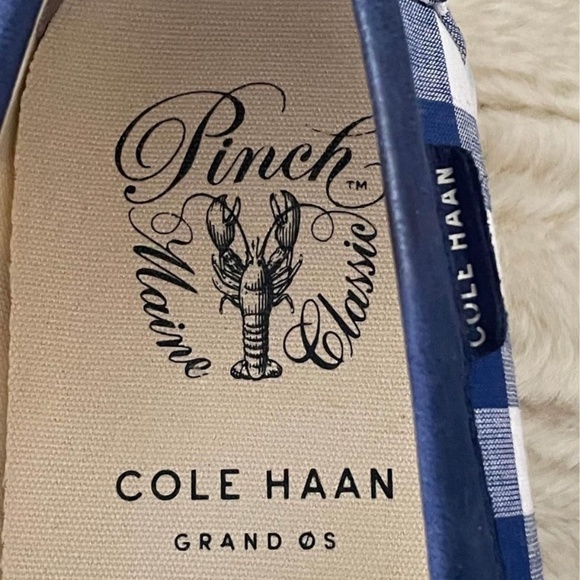 Pinch™
Maine
Classic
COLE HAAN
GRAND ØS
COLE HAAN